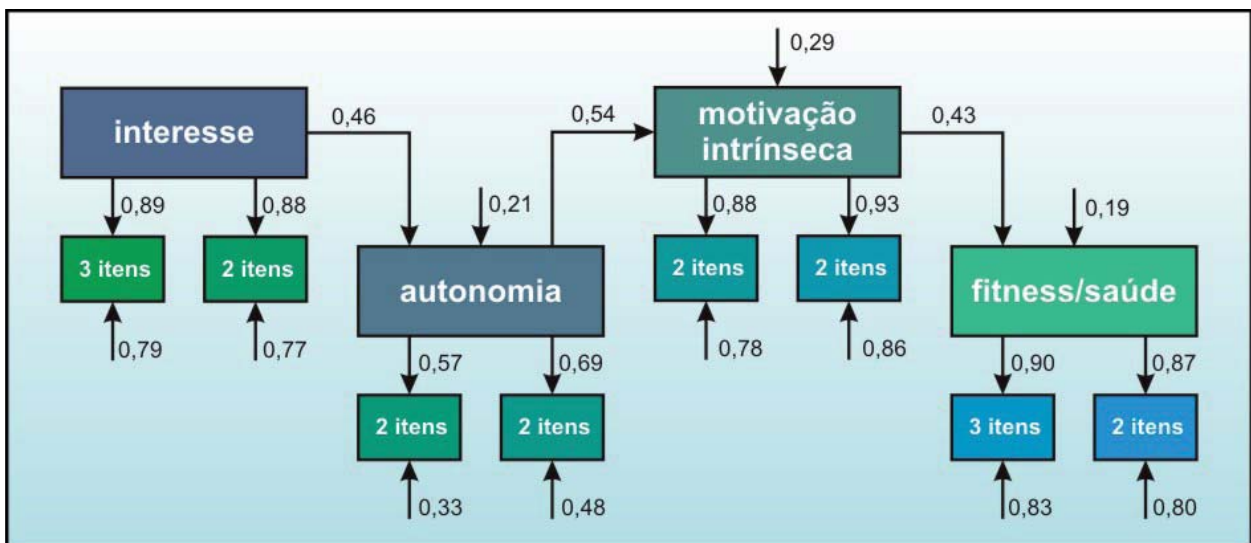 0,29
interesse
0,46
0,54
motivação
intrínseca
0,43
0,89
0,88
0,21
0,88
0,93
0,19
3 itens
2 itens
autonomia
2 itens
2 itens
fitness/saúde
0,79
0,77
0,57
0,69
0,78
0,86
0,90
0,87
2 itens
2 itens
3 itens
2 itens
0,33
0,48
0,83
0,80